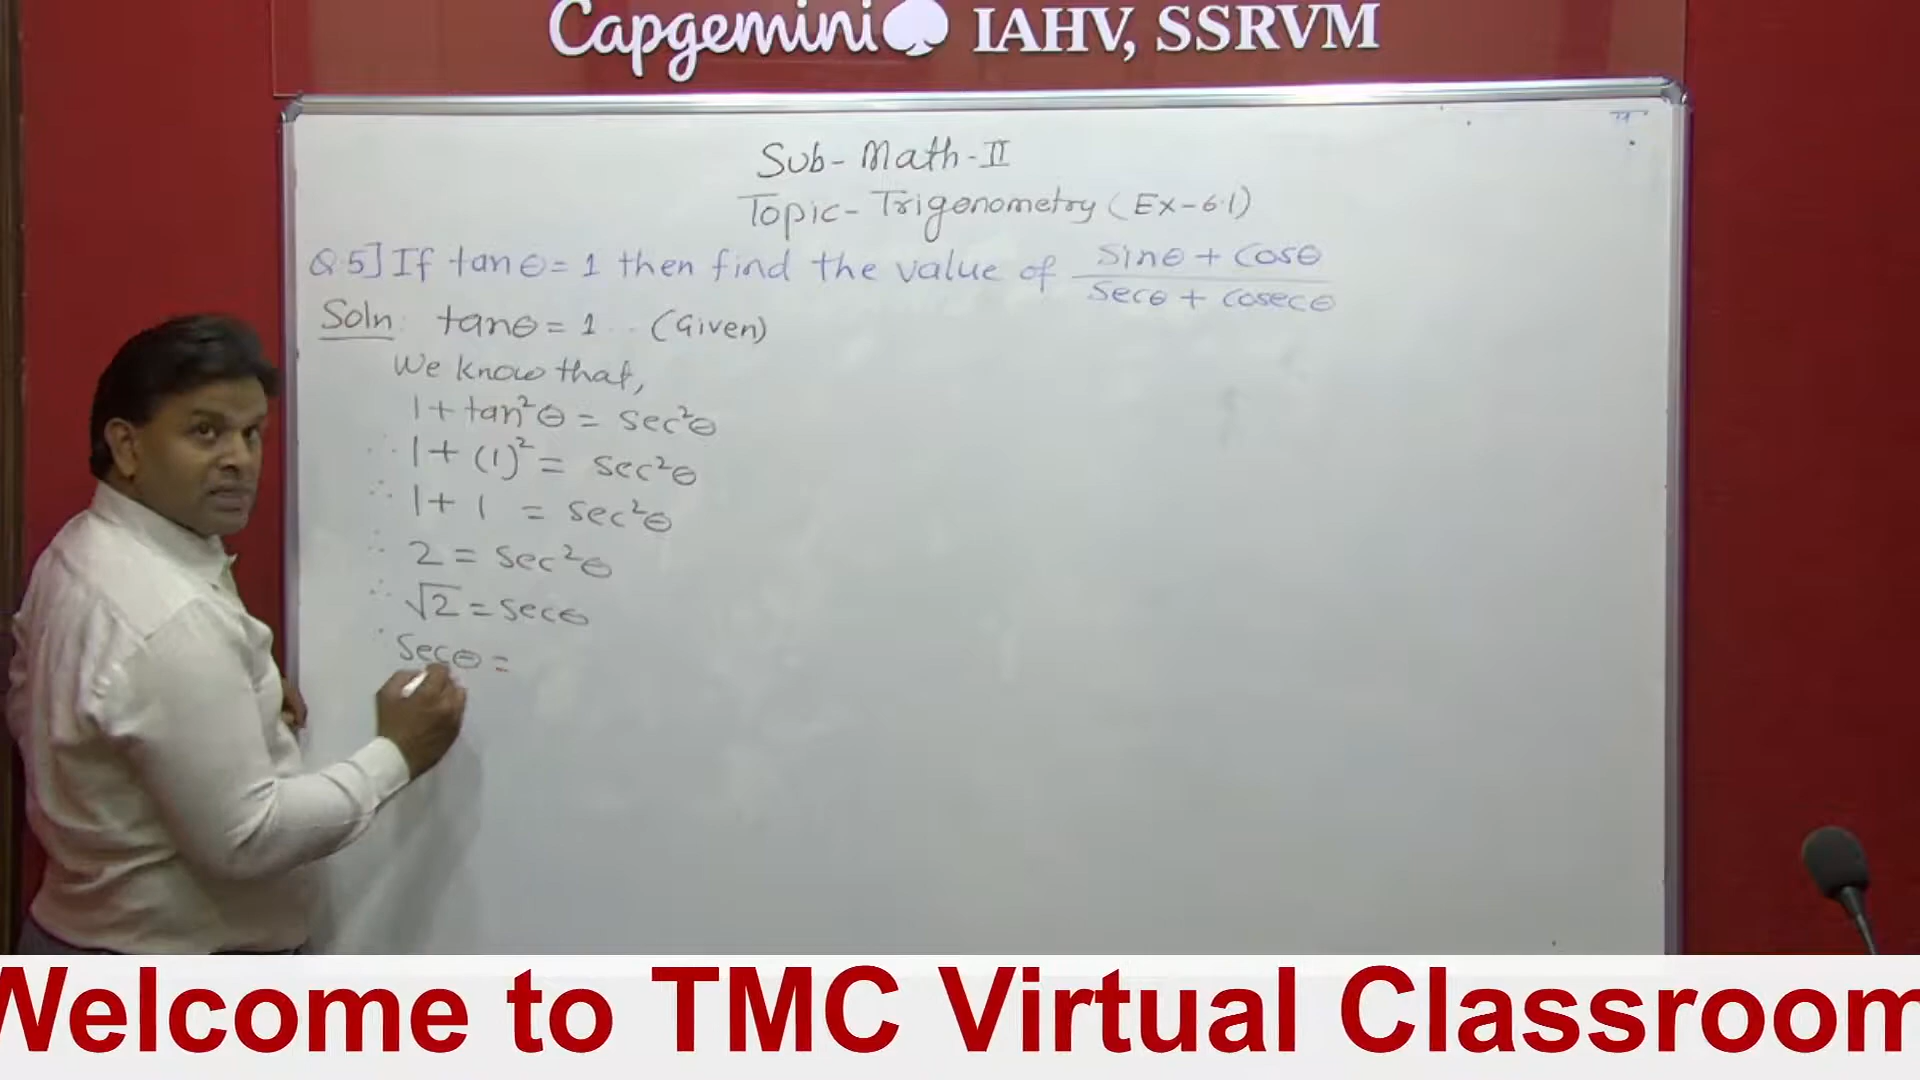 Capgemini IAHV, SSRVM
Sub- Math-II
Topic- Trigonometry (Ex-6.1)
Q.5] If tanθ = 1 then find the value of (sinθ + cosθ)/(secθ + cosecθ)
Soln: tanθ = 1 ... (Given)
We know that,
1 + tan²θ = sec²θ
∴ 1 + (1)² = sec²θ
∴ 1 + 1 = sec²θ
∴ 2 = sec²θ
∴ √2 = secθ
∴ secθ =
Welcome to TMC Virtual Classroom